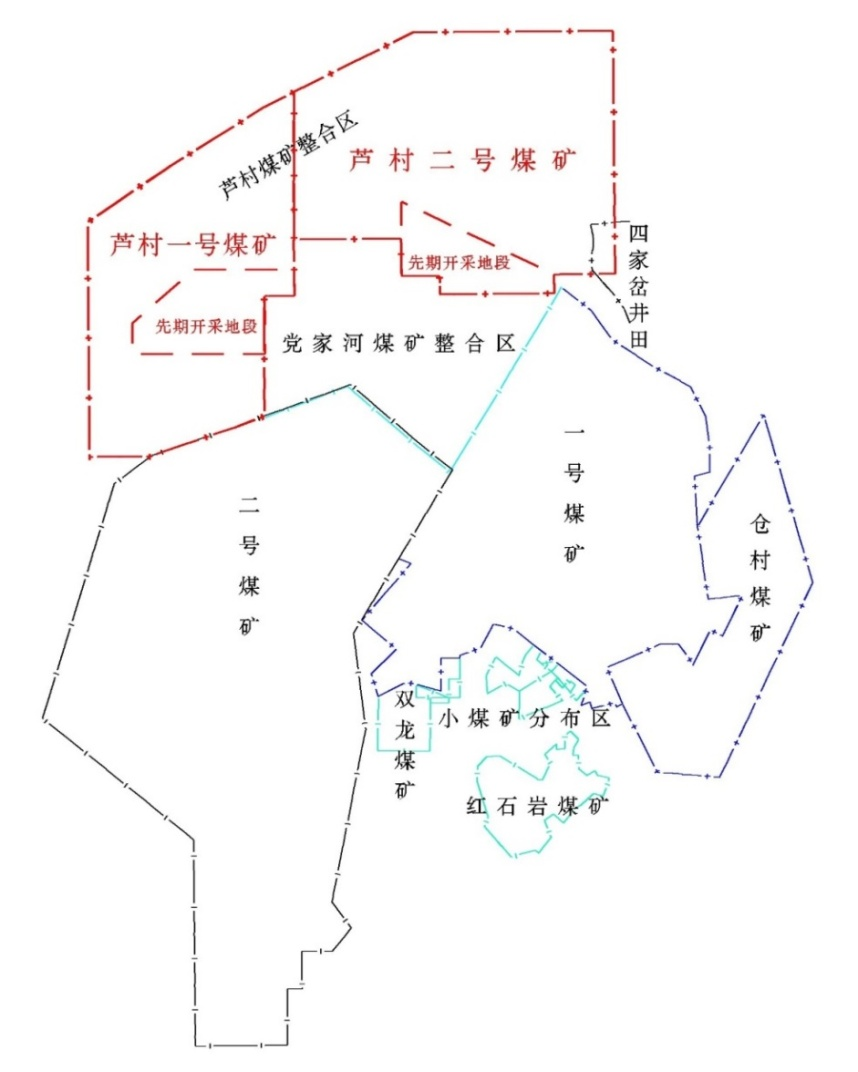 芦村煤矿整合区
芦村二号煤矿
芦村一号煤矿
四家岔井田
先期开采地段
先期开采地段
党家河煤矿整合区
一号煤矿
二号煤矿
仓村煤矿
双龙煤矿
小煤矿分布区
红石岩煤矿